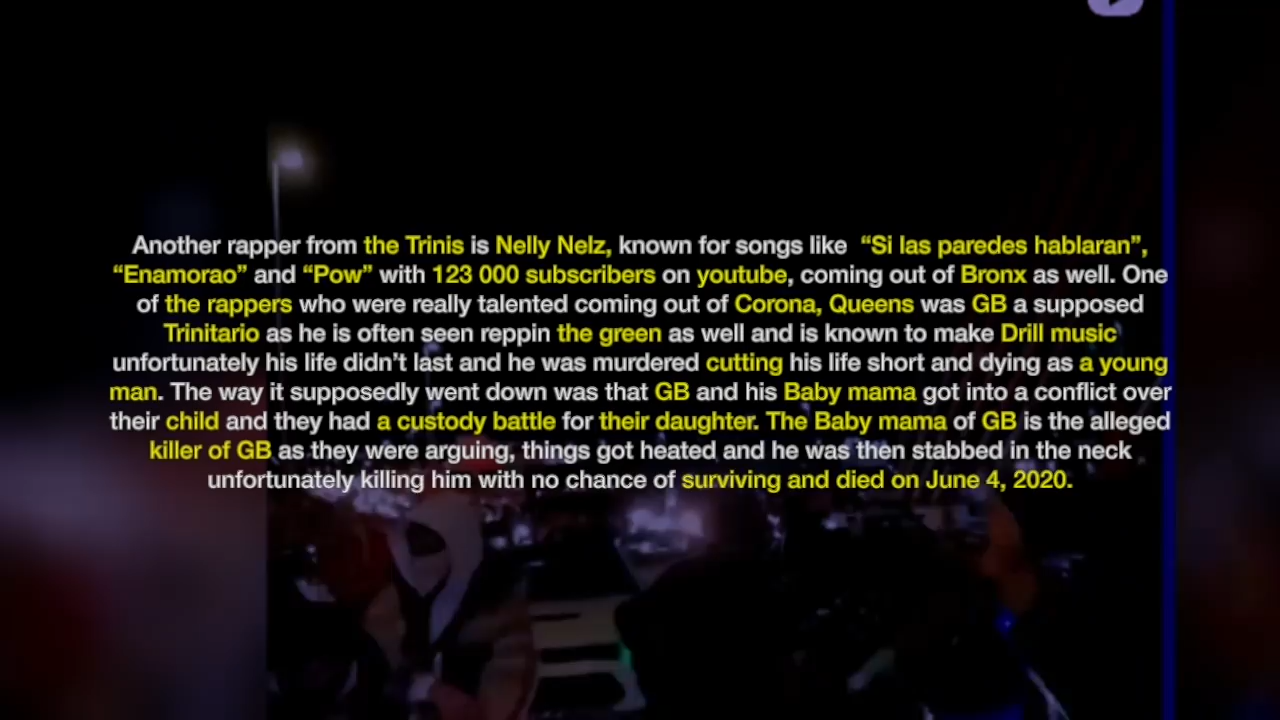 Another rapper from the Trinis is Nelly Nelz, known for songs like “Si las paredes hablaran”,
“Enamorao” and “Pow” with 123 000 subscribers on youtube, coming out of Bronx as well. One
of the rappers who were really talented coming out of Corona, Queens was GB a supposed
Trinitario as he is often seen reppin the green as well and is known to make Drill music
unfortunately his life didn’t last and he was murdered cutting his life short and dying as a young
man. The way it supposedly went down was that GB and his Baby mama got into a conflict over
their child and they had a custody battle for their daughter. The Baby mama of GB is the alleged
killer of GB as they were arguing, things got heated and he was then stabbed in the neck
unfortunately killing him with no chance of surviving and died on June 4, 2020.